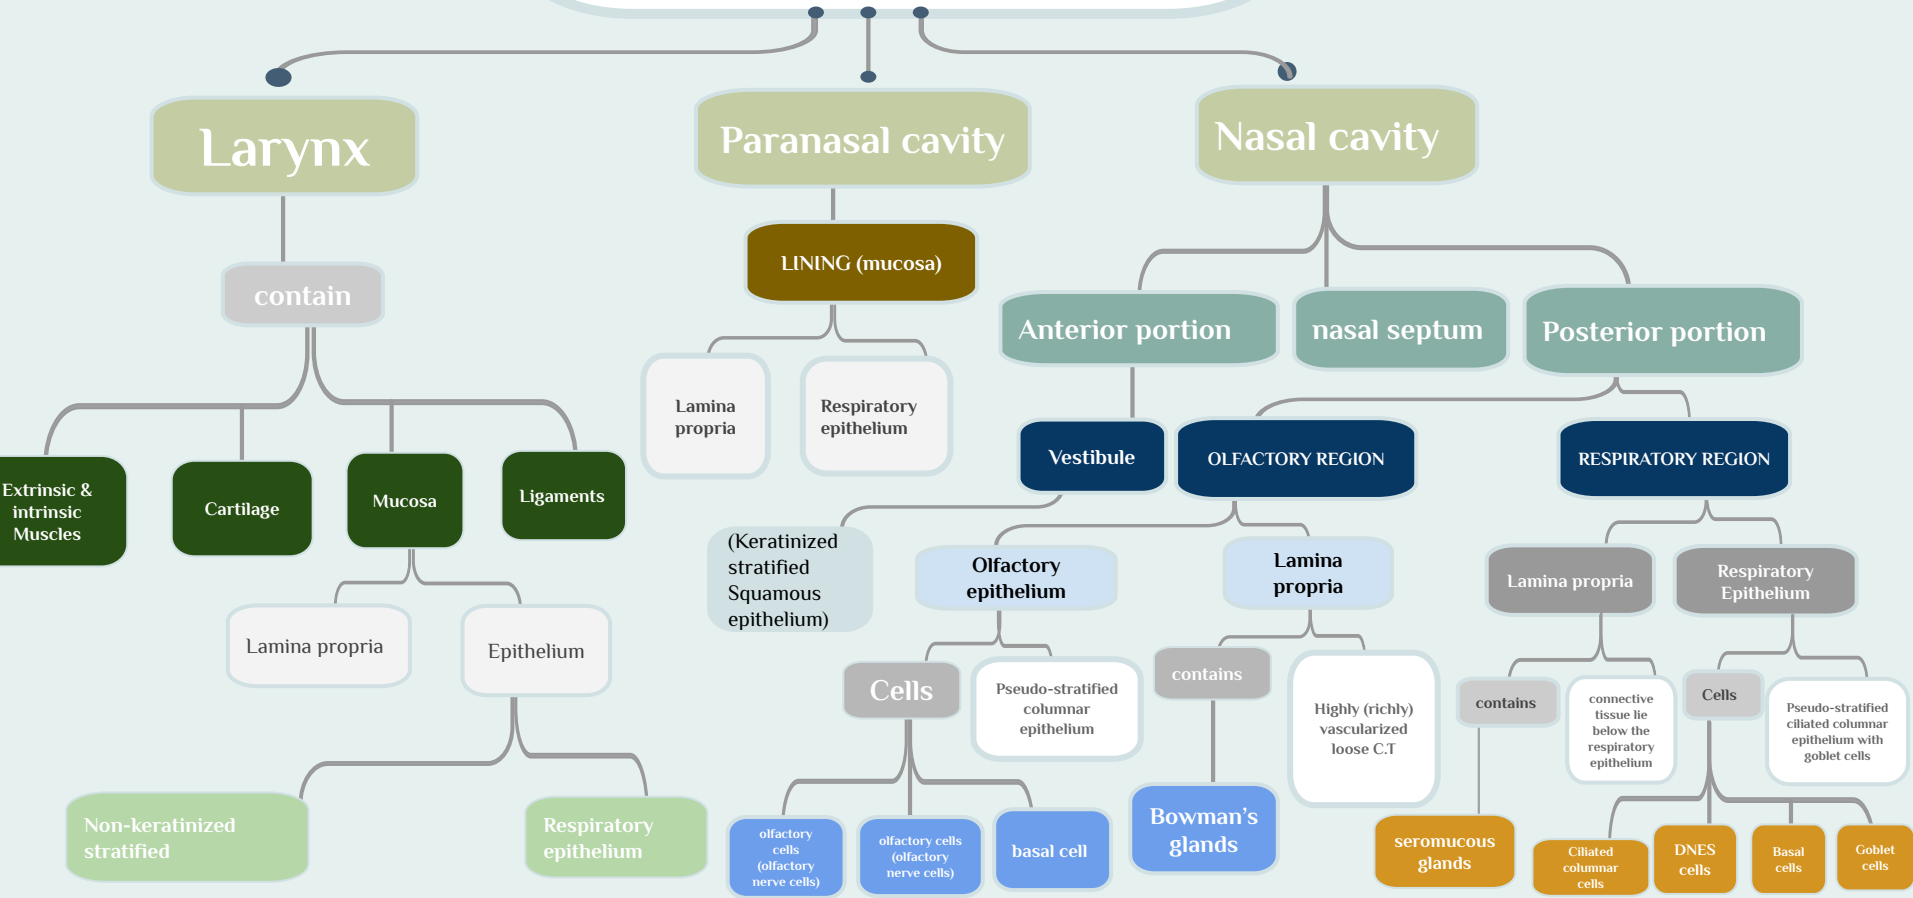 Larynx
Paranasal cavity
Nasal cavity
contain
LINING (mucosa)
Anterior portion
nasal septum
Posterior portion
Lamina
propria
Respiratory
epithelium
Vestibule
OLFACTORY REGION
RESPIRATORY REGION
Extrinsic &
intrinsic
Muscles
Cartilage
Mucosa
Ligaments
(Keratinized
stratified
Squamous
epithelium)
Olfactory
epithelium
Lamina
propria
Lamina propria
Respiratory
Epithelium
Lamina propria
Epithelium
Cells
Pseudo-stratified
columnar
epithelium
contains
Highly (richly)
vascularized
loose C.T
contains
connective
tissue lie
below the
respiratory
epithelium
Cells
Pseudo-stratified
ciliated columnar
epithelium with
goblet cells
Non-keratinized
stratified
Respiratory
epithelium
olfactory
cells
(olfactory
nerve cells)
olfactory cells
(olfactory
nerve cells)
basal cell
Bowman's
glands
seromucous
glands
Ciliated
columnar
cells
DNES
cells
Basal
cells
Goblet
cells